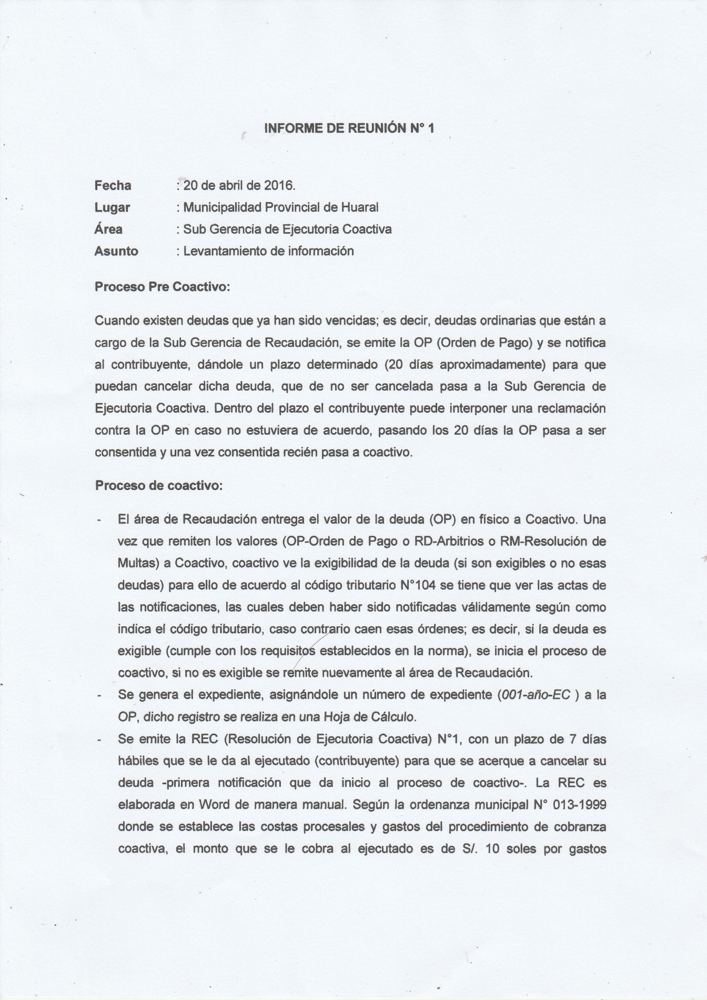 INFORME DE REUNIÓN N° 1
Fecha : 20 de abril de 2016.
Lugar : Municipalidad Provincial de Huaral
Área : Sub Gerencia de Ejecutoria Coactiva
Asunto : Levantamiento de información
Proceso Pre Coactivo:
Cuando existen deudas que ya han sido vencidas; es decir, deudas ordinarias que están a
cargo de la Sub Gerencia de Recaudación, se emite la OP (Orden de Pago) y se notifica
al contribuyente, dándole un plazo determinado (20 días aproximadamente) para que
puedan cancelar dicha deuda, que de no ser cancelada pasa a la Sub Gerencia de
Ejecutoria Coactiva. Dentro del plazo el contribuyente puede interponer una reclamación
contra la OP en caso no estuviera de acuerdo, pasando los 20 días la OP pasa a ser
consentida y una vez consentida recién pasa a coactivo.
Proceso de coactivo:
- El área de Recaudación entrega el valor de la deuda (OP) en físico a Coactivo. Una
vez que remiten los valores (OP-Orden de Pago o RD-Arbitrios o RM-Resolución de
Multas) a Coactivo, coactivo ve la exigibilidad de la deuda (si son exigibles o no esas
deudas) para ello de acuerdo al código tributario N°104 se tiene que ver las actas de
las notificaciones, las cuales deben haber sido notificadas válidamente según como
indica el código tributario, caso contrario caen esas órdenes; es decir, si la deuda es
exigible (cumple con los requisitos establecidos en la norma), se inicia el proceso de
coactivo, si no es exigible se remite nuevamente al área de Recaudación.
- Se genera el expediente, asignándole un número de expediente (001-año-EC ) a la
OP, dicho registro se realiza en una Hoja de Cálculo.
- Se emite la REC (Resolución de Ejecutoria Coactiva) N°1, con un plazo de 7 días
hábiles que se le da al ejecutado (contribuyente) para que se acerque a cancelar su
deuda -primera notificación que da inicio al proceso de coactivo-. La REC es
elaborada en Word de manera manual. Según la ordenanza municipal N° 013-1999
donde se establece las costas procesales y gastos del procedimiento de cobranza
coactiva, el monto que se le cobra al ejecutado es de S/. 10 soles por gastos